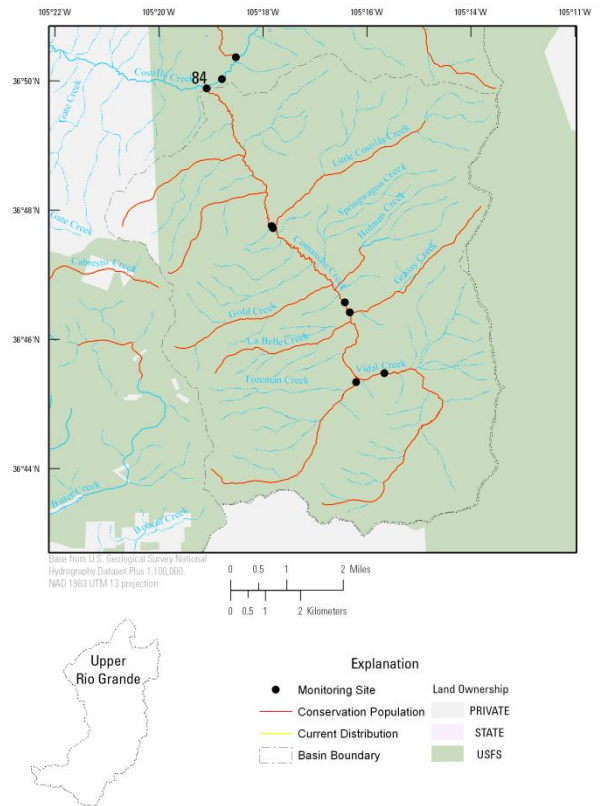 105°22'W 105°20'W 105°18'W 105°16'W 105°14'W 105°11'W
36°50'N
36°48'N
36°46'N
36°44'N
84
Costilla Creek
Gate Creek
Little Costilla Creek
Springwagon Creek
Holman Creek
Gate Creek
Comanche Creek
Grassy Creek
Cabresto Creek
Gold Creek
La Belle Creek
Foreman Creek
Vidal Creek
Bobcat Creek
Base from U.S. Geological Survey National
Hydrography Dataset Plus 1:100,000.
NAD 1983 UTM 13 projection
0 0.5 1 2 Miles
0 0.5 1 2 Kilometers
Upper
Rio Grande
Explanation
Monitoring Site
Conservation Population
Current Distribution
Basin Boundary
Land Ownership
PRIVATE
STATE
USFS